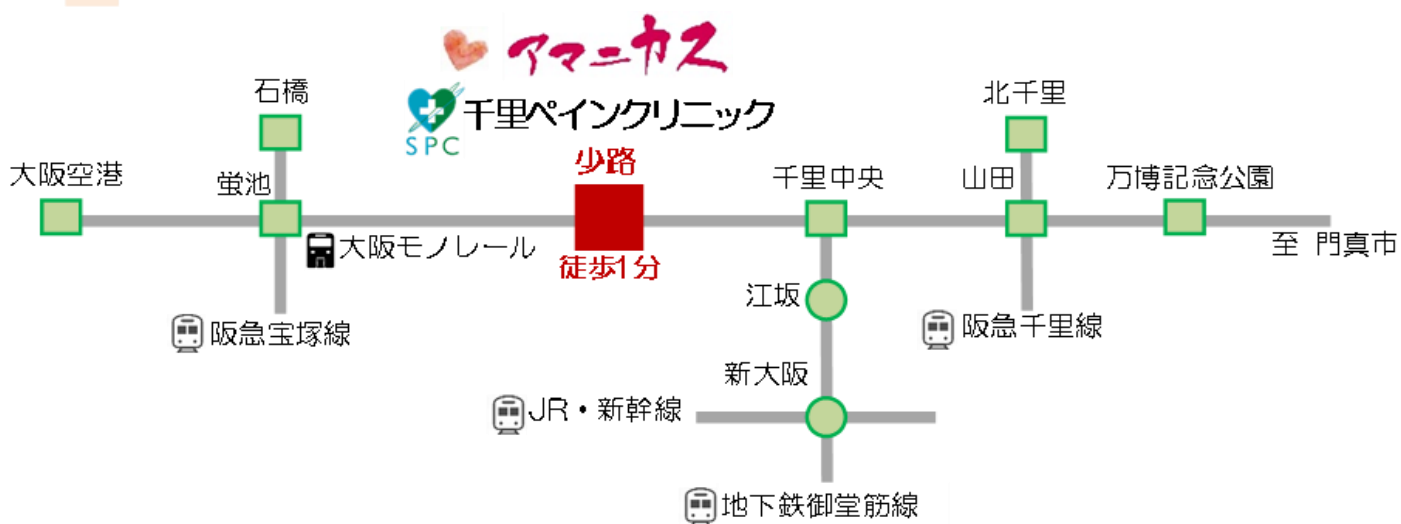 アマニカス
千里ペインクリニック
SPC
石橋
北千里
少路
大阪空港
蛍池
千里中央
山田
万博記念公園
大阪モノレール
徒歩1分
至 門真市
江坂
阪急宝塚線
阪急千里線
新大阪
JR・新幹線
地下鉄御堂筋線